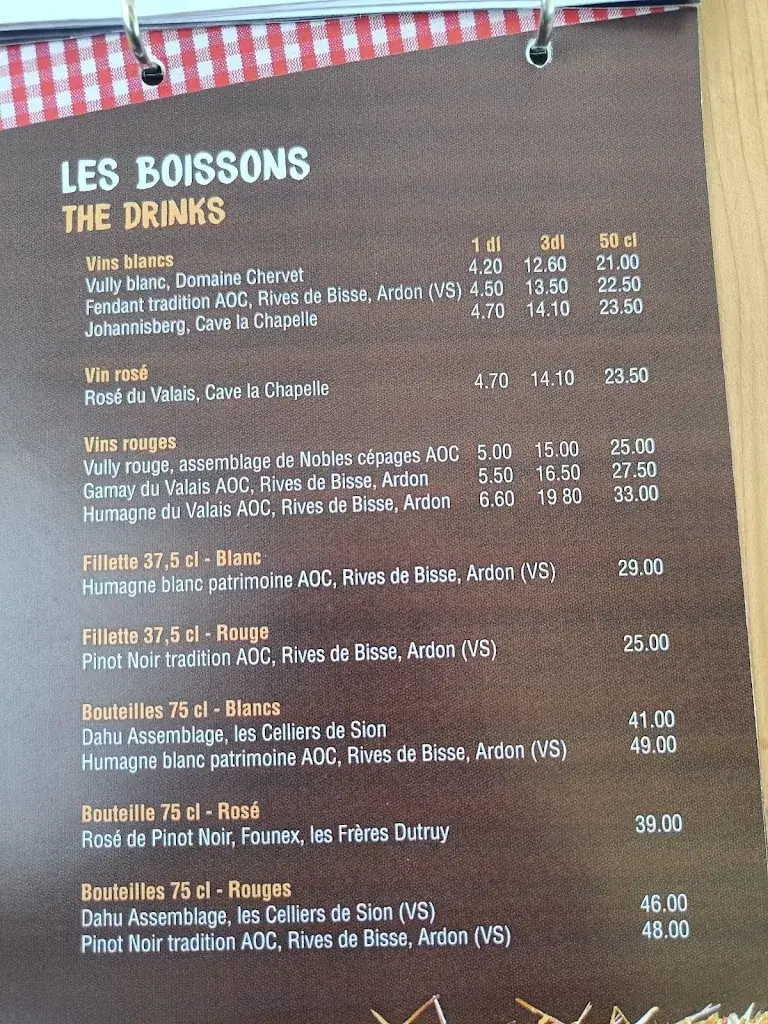 LES BOISSONS
THE DRINKS
Vins blancs 1 dl 3dl 50 cl
Vully blanc, Domaine Chervet 4.20 12.60 21.00
Fendant tradition AOC, Rives de Bisse, Ardon (VS) 4.50 13.50 22.50
Johannisberg, Cave la Chapelle 4.70 14.10 23.50
Vin rosé
Rosé du Valais, Cave la Chapelle 4.70 14.10 23.50
Vins rouges
Vully rouge, assemblage de Nobles cépages AOC 5.00 15.00 25.00
Gamay du Valais AOC, Rives de Bisse, Ardon 5.50 16.50 27.50
Humagne du Valais AOC, Rives de Bisse, Ardon 6.60 19 80 33.00
Fillette 37,5 cl - Blanc
Humagne blanc patrimoine AOC, Rives de Bisse, Ardon (VS) 29.00
Fillette 37,5 cl - Rouge
Pinot Noir tradition AOC, Rives de Bisse, Ardon (VS) 25.00
Bouteilles 75 cl - Blancs
Dahu Assemblage, les Celliers de Sion 41.00
Humagne blanc patrimoine AOC, Rives de Bisse, Ardon (VS) 49.00
Bouteille 75 cl - Rosé
Rosé de Pinot Noir, Founex, les Frères Dutruy 39.00
Bouteilles 75 cl - Rouges
Dahu Assemblage, les Celliers de Sion (VS) 46.00
Pinot Noir tradition AOC, Rives de Bisse, Ardon (VS) 48.00